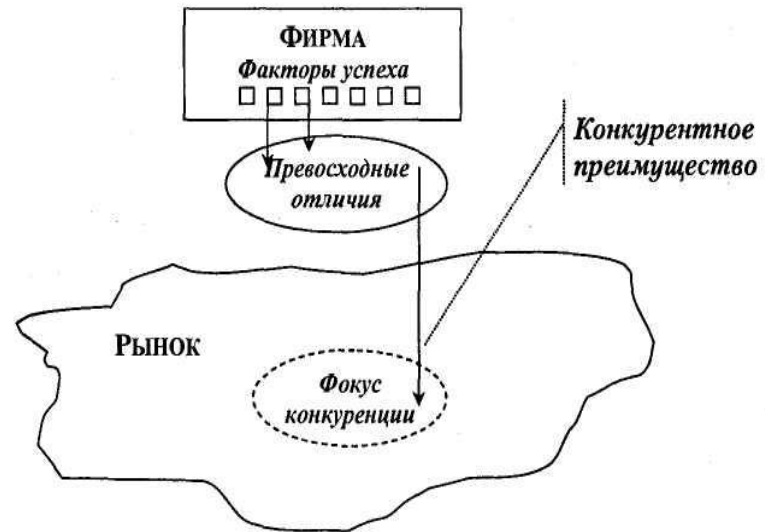 ФИРМА
Факторы успеха
Превосходные
отличия
Конкурентное
преимущество
РЫНОК
Фокус
конкуренции